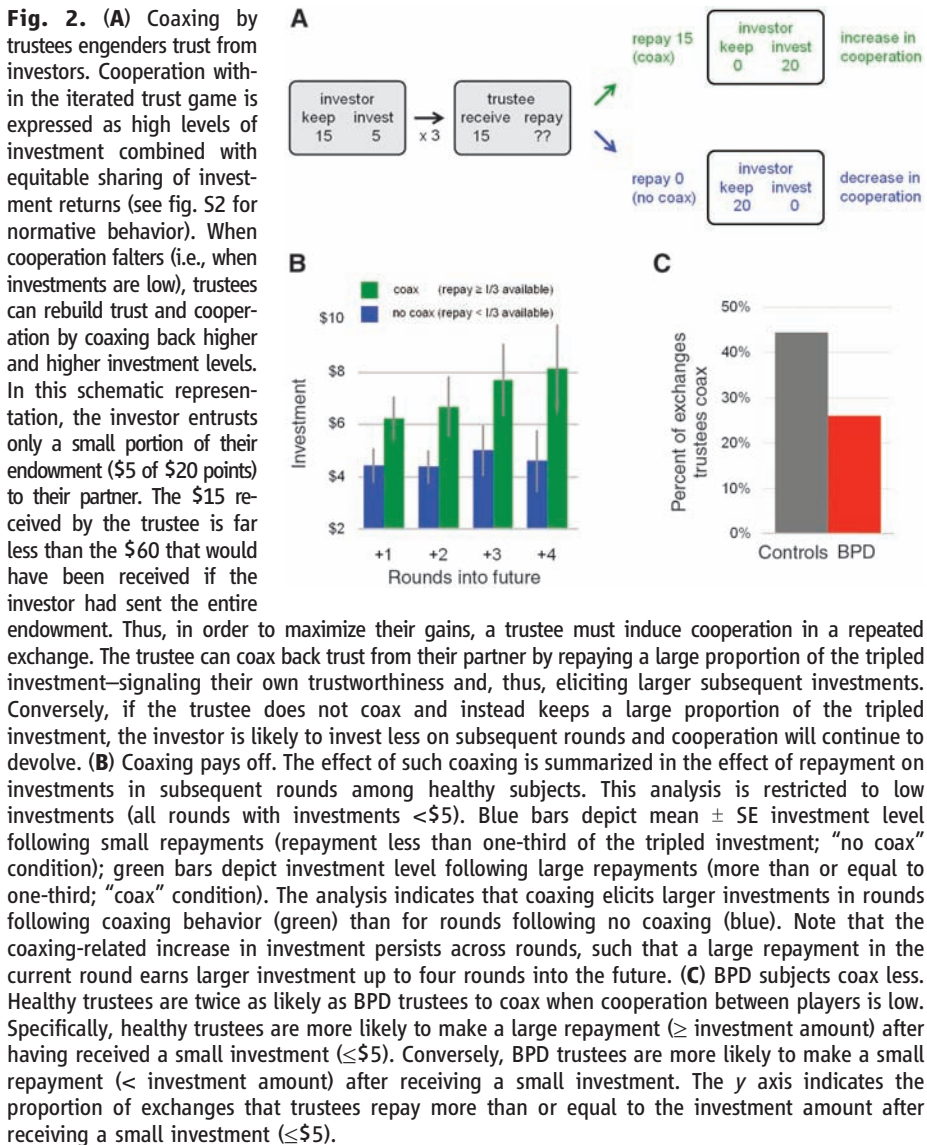 Fig. 2. (A) Coaxing by
trustees engenders trust from
investors. Cooperation with-
in the iterated trust game is
expressed as high levels of
investment combined with
equitable sharing of invest-
ment returns (see fig. S2 for
normative behavior). When
cooperation falters (i.e., when
investments are low), trustees
can rebuild trust and cooper-
ation by coaxing back higher
and higher investment levels.
In this schematic represen-
tation, the investor entrusts
only a small portion of their
endowment ($5 of $20 points)
to their partner. The $15 re-
ceived by the trustee is far
less than the $60 that would
have been received if the
investor had sent the entire
A
investor
keep invest
15 5
x 3
trustee
receive repay
15 ??
repay 15
(coax)
investor
keep invest
0 20
increase in
cooperation
repay 0
(no coax)
investor
keep invest
20 0
decrease in
cooperation
B
coax (repay ≥ I/3 available)
no coax (repay < I/3 available)
$10
$8
$6
$4
$2
Investment
+1 +2 +3 +4
Rounds into future
C
50%
40%
30%
20%
10%
0%
Percent of exchanges
trustees coax
Controls BPD
endowment. Thus, in order to maximize their gains, a trustee must induce cooperation in a repeated
exchange. The trustee can coax back trust from their partner by repaying a large proportion of the tripled
investment—signaling their own trustworthiness and, thus, eliciting larger subsequent investments.
Conversely, if the trustee does not coax and instead keeps a large proportion of the tripled
investment, the investor is likely to invest less on subsequent rounds and cooperation will continue to
devolve. (B) Coaxing pays off. The effect of such coaxing is summarized in the effect of repayment on
investments in subsequent rounds among healthy subjects. This analysis is restricted to low
investments (all rounds with investments <$5). Blue bars depict mean ± SE investment level
following small repayments (repayment less than one-third of the tripled investment; “no coax”
condition); green bars depict investment level following large repayments (more than or equal to
one-third; “coax” condition). The analysis indicates that coaxing elicits larger investments in rounds
following coaxing behavior (green) than for rounds following no coaxing (blue). Note that the
coaxing-related increase in investment persists across rounds, such that a large repayment in the
current round earns larger investment up to four rounds into the future. (C) BPD subjects coax less.
Healthy trustees are twice as likely as BPD trustees to coax when cooperation between players is low.
Specifically, healthy trustees are more likely to make a large repayment (≥ investment amount) after
having received a small investment (≤$5). Conversely, BPD trustees are more likely to make a small
repayment (< investment amount) after receiving a small investment. The y axis indicates the
proportion of exchanges that trustees repay more than or equal to the investment amount after
receiving a small investment (≤$5).